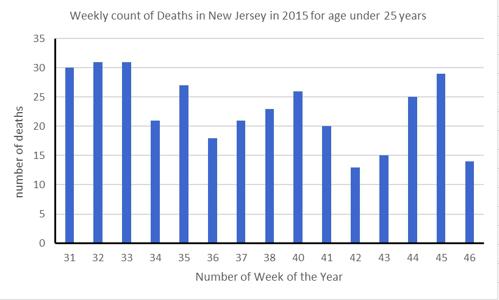 Weekly count of Deaths in New Jersey in 2015 for age under 25 years
number of deaths
35
30
25
20
15
10
5
0
31 32 33 34 35 36 37 38 40 41 42 43 44 45 46
Number of Week of the Year